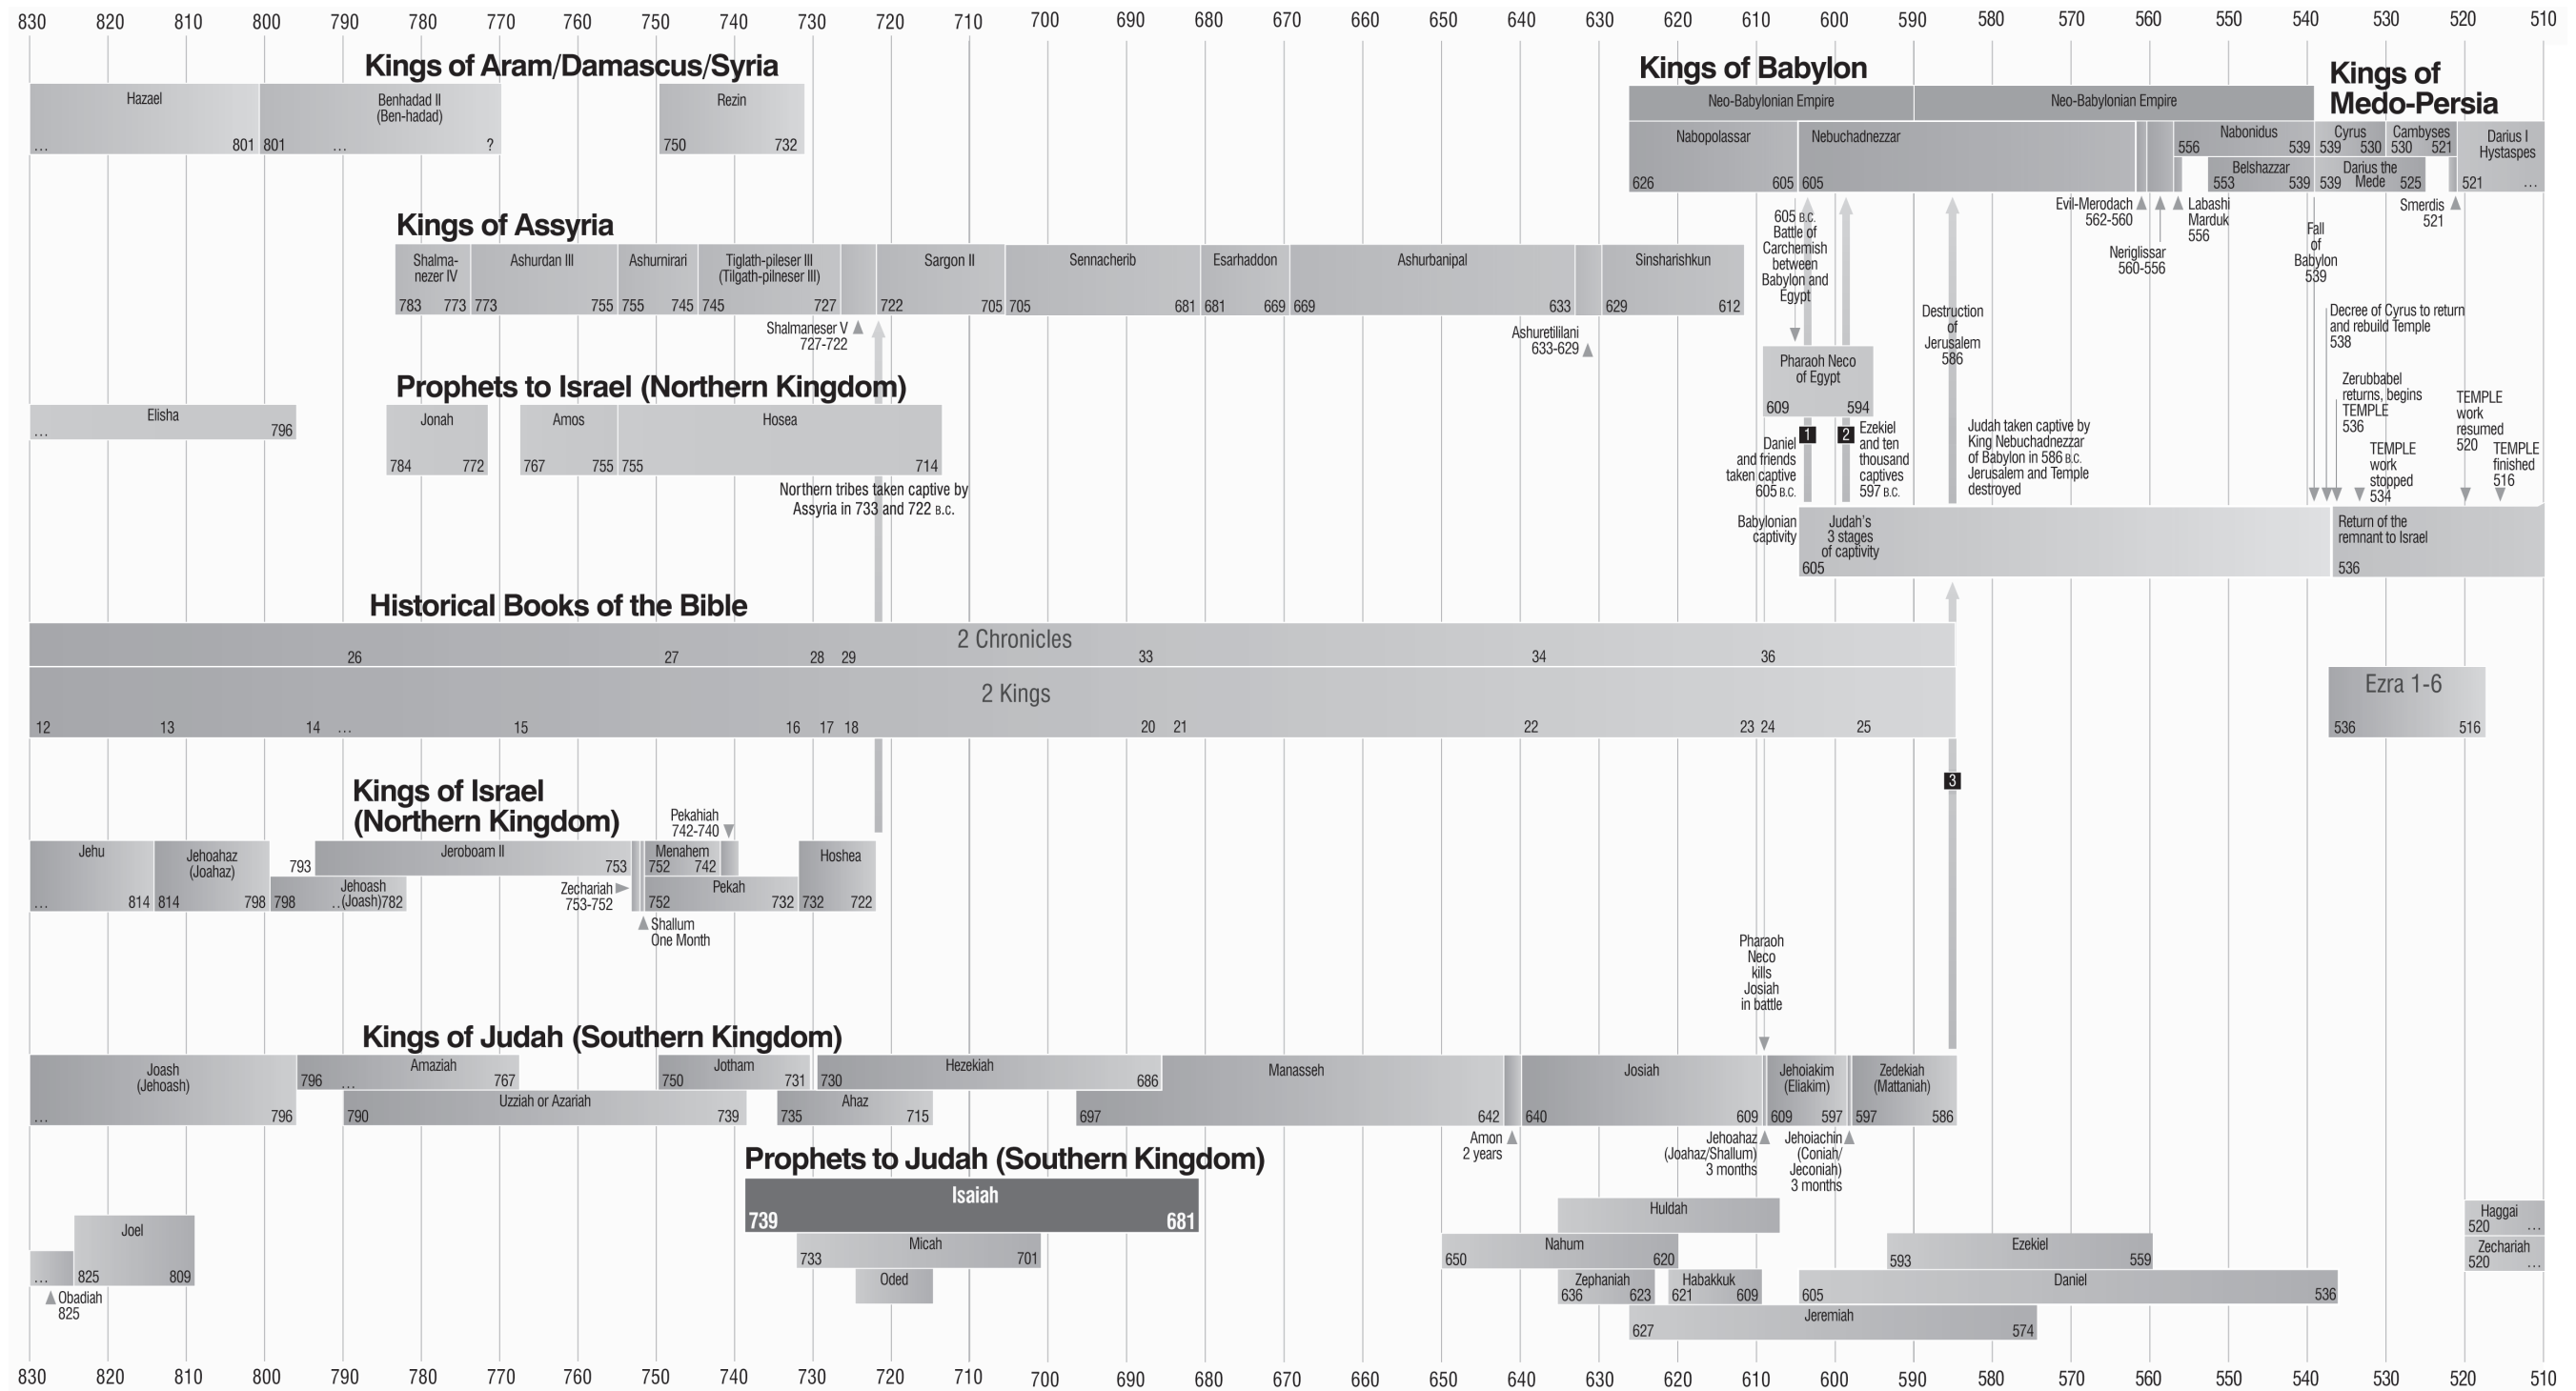 830 820 810 800 790 780 770 760 750 740 730 720 710 700 690 680 670 660 650 640 630 620 610 600 590 580 570 560 550 540 530 520 510
Kings of Aram/Damascus/Syria
Hazael
... 801
Benhadad II
(Ben-hadad)
801 ... ?
Rezin
750 732
Kings of Babylon
Neo-Babylonian Empire
Neo-Babylonian Empire
Nabopolassar
626 605
Nebuchadnezzar
605
Nabonidus
556 539
Belshazzar
553 539
Kings of
Medo-Persia
Cyrus
539 530
Cambyses
530 521
Darius the
Mede
539 525
Darius I
Hystaspes
521 ...
Evil-Merodach
562-560
Neriglissar
560-556
Labashi
Marduk
556
Smerdis
521
Fall
of
Babylon
539
Kings of Assyria
Shalma-
nezer IV
783 773
Ashurdan III
773 755
Ashurnirari
755 745
Tiglath-pileser III
(Tilgath-pilneser III)
745 727
Sargon II
722 705
Sennacherib
705 681
Esarhaddon
681 669
Ashurbanipal
669 633
Sinsharishkun
629 612
Shalmaneser V
727-722
Ashuretililani
633-629
605 B.C.
Battle of
Carchemish
between
Babylon and
Egypt
Pharaoh Neco
of Egypt
609 594
Destruction
of
Jerusalem
586
Decree of Cyrus to return
and rebuild Temple
538
Zerubbabel
returns, begins
TEMPLE
536
TEMPLE
work
stopped
534
TEMPLE
work
resumed
520
TEMPLE
finished
516
Prophets to Israel (Northern Kingdom)
Elisha
... 796
Jonah
784 772
Amos
767 755
Hosea
755 714
Northern tribes taken captive by
Assyria in 733 and 722 B.C.
1
Daniel
and friends
taken captive
605 B.C.
2
Ezekiel
and ten
thousand
captives
597 B.C.
Judah taken captive by
King Nebuchadnezzar
of Babylon in 586 B.C.
Jerusalem and Temple
destroyed
Babylonian
captivity
Judah's
3 stages
of captivity
605
Return of the
remnant to Israel
536
Historical Books of the Bible
2 Chronicles
26 27 28 29 33 34 36
2 Kings
12 13 14 ... 15 16 17 18 20 21 22 23 24 25
Ezra 1-6
536 516
3
Kings of Israel
(Northern Kingdom)
Jehu
... 814
Jehoahaz
(Joahaz)
814 798
793
Jeroboam II
753
Jehoash
798 ..(Joash)782
Zechariah
753-752
Shallum
One Month
Pekahiah
742-740
Menahem
752 742
Pekah
752 732
Hoshea
732 722
Pharaoh
Neco
kills
Josiah
in battle
Kings of Judah (Southern Kingdom)
Joash
(Jehoash)
... 796
Amaziah
796 ... 767
Uzziah or Azariah
790 739
Jotham
750 731
Hezekiah
730 686
Ahaz
735 715
Manasseh
697 642
Amon
2 years
Josiah
640 609
Jehoahaz
(Joahaz/Shallum)
3 months
Jehoiakim
(Eliakim)
609 597
Jehoiachin
(Coniah/
Jeconiah)
3 months
Zedekiah
(Mattaniah)
597 586
Prophets to Judah (Southern Kingdom)
...
Obadiah
825
Joel
825 809
Isaiah
739 681
Micah
733 701
Oded
Huldah
Nahum
650 620
Zephaniah
636 623
Habakkuk
621 609
Jeremiah
627 574
Ezekiel
593 559
Daniel
605 536
Haggai
520 ...
Zechariah
520 ...
830 820 810 800 790 780 770 760 750 740 730 720 710 700 690 680 670 660 650 640 630 620 610 600 590 580 570 560 550 540 530 520 510